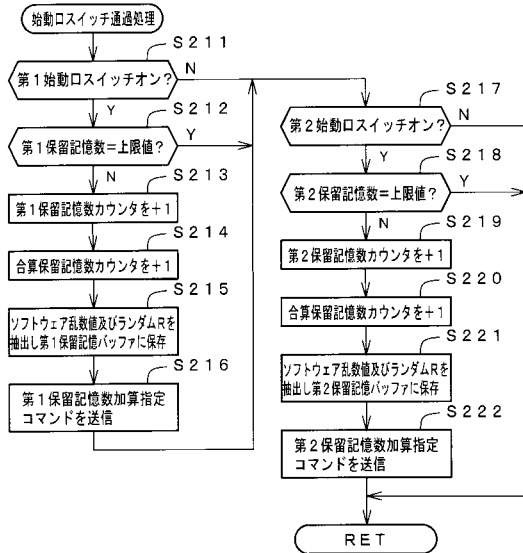 始動口スイッチ通過処理
S211
第1始動口スイッチオン?
N
Y
S212
第1保留記憶数=上限値?
Y
N
S213
第1保留記憶数カウンタを+1
S214
合算保留記憶数カウンタを+1
S215
ソフトウェア乱数値及びランダムRを
抽出し第1保留記憶バッファに保存
S216
第1保留記憶数加算指定
コマンドを送信
S217
第2始動口スイッチオン?
N
Y
S218
第2保留記憶数=上限値?
Y
N
S219
第2保留記憶数カウンタを+1
S220
合算保留記憶数カウンタを+1
S221
ソフトウェア乱数値及びランダムRを
抽出し第2保留記憶バッファに保存
S222
第2保留記憶数加算指定
コマンドを送信
RET